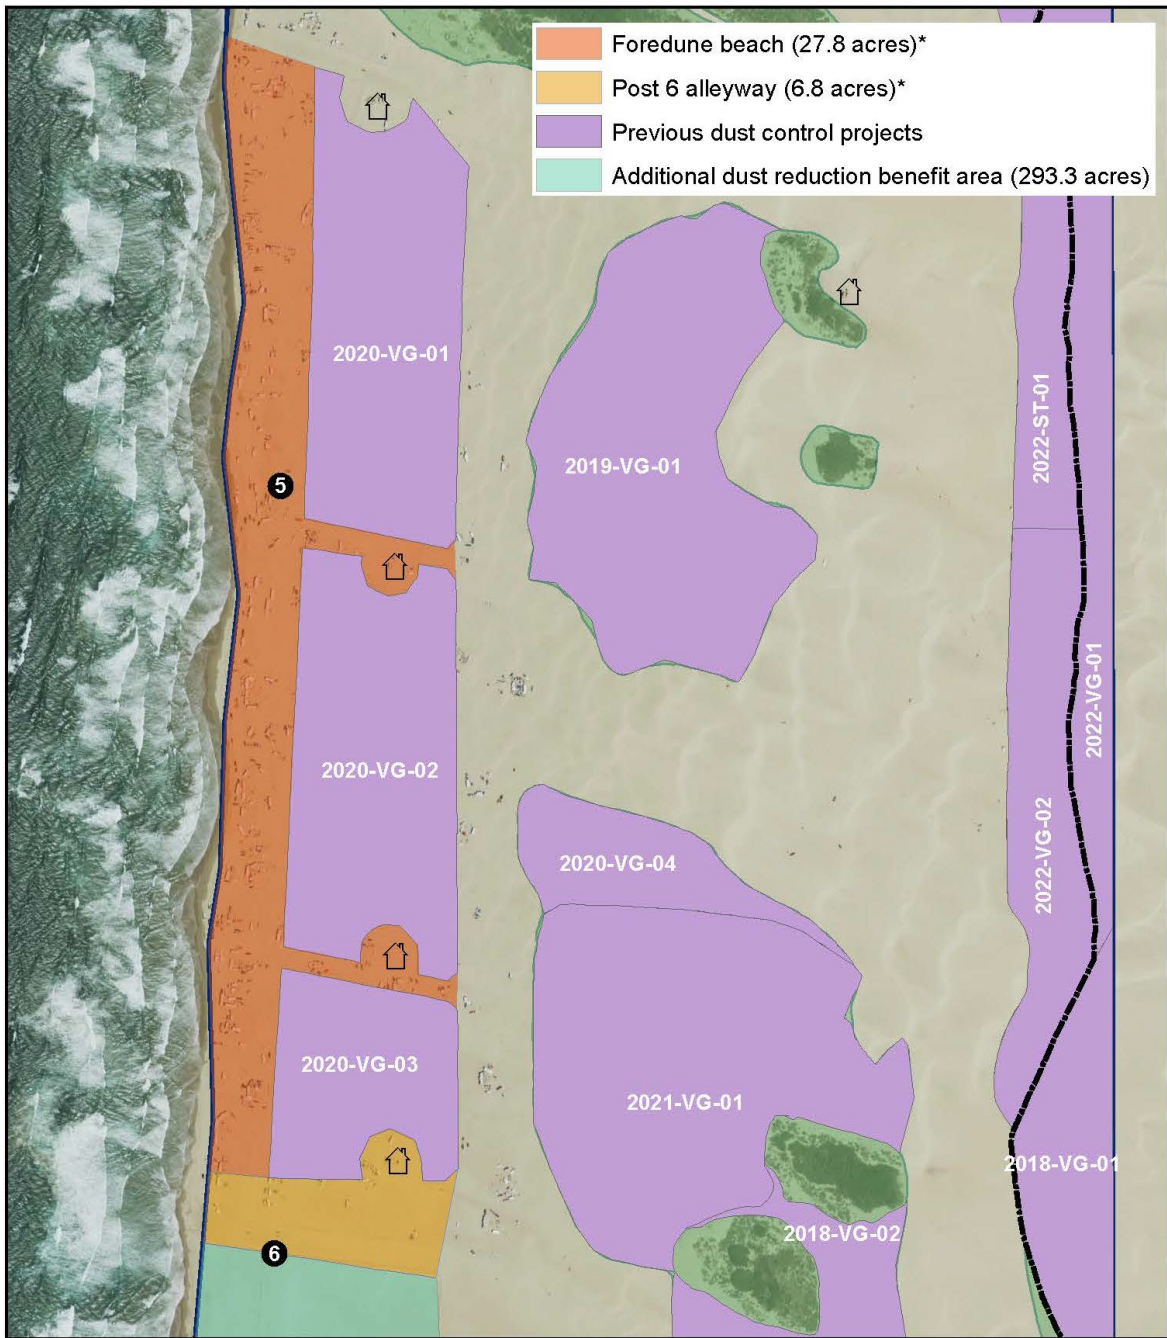 Foredune beach (27.8 acres)*
Post 6 alleyway (6.8 acres)*
Previous dust control projects
Additional dust reduction benefit area (293.3 acres)
2020-VG-01
2022-ST-01
2019-VG-01
5
2022-VG-01
2020-VG-02
2022-VG-02
2020-VG-04
2020-VG-03
2021-VG-01
2018-VG-01
2018-VG-02
6